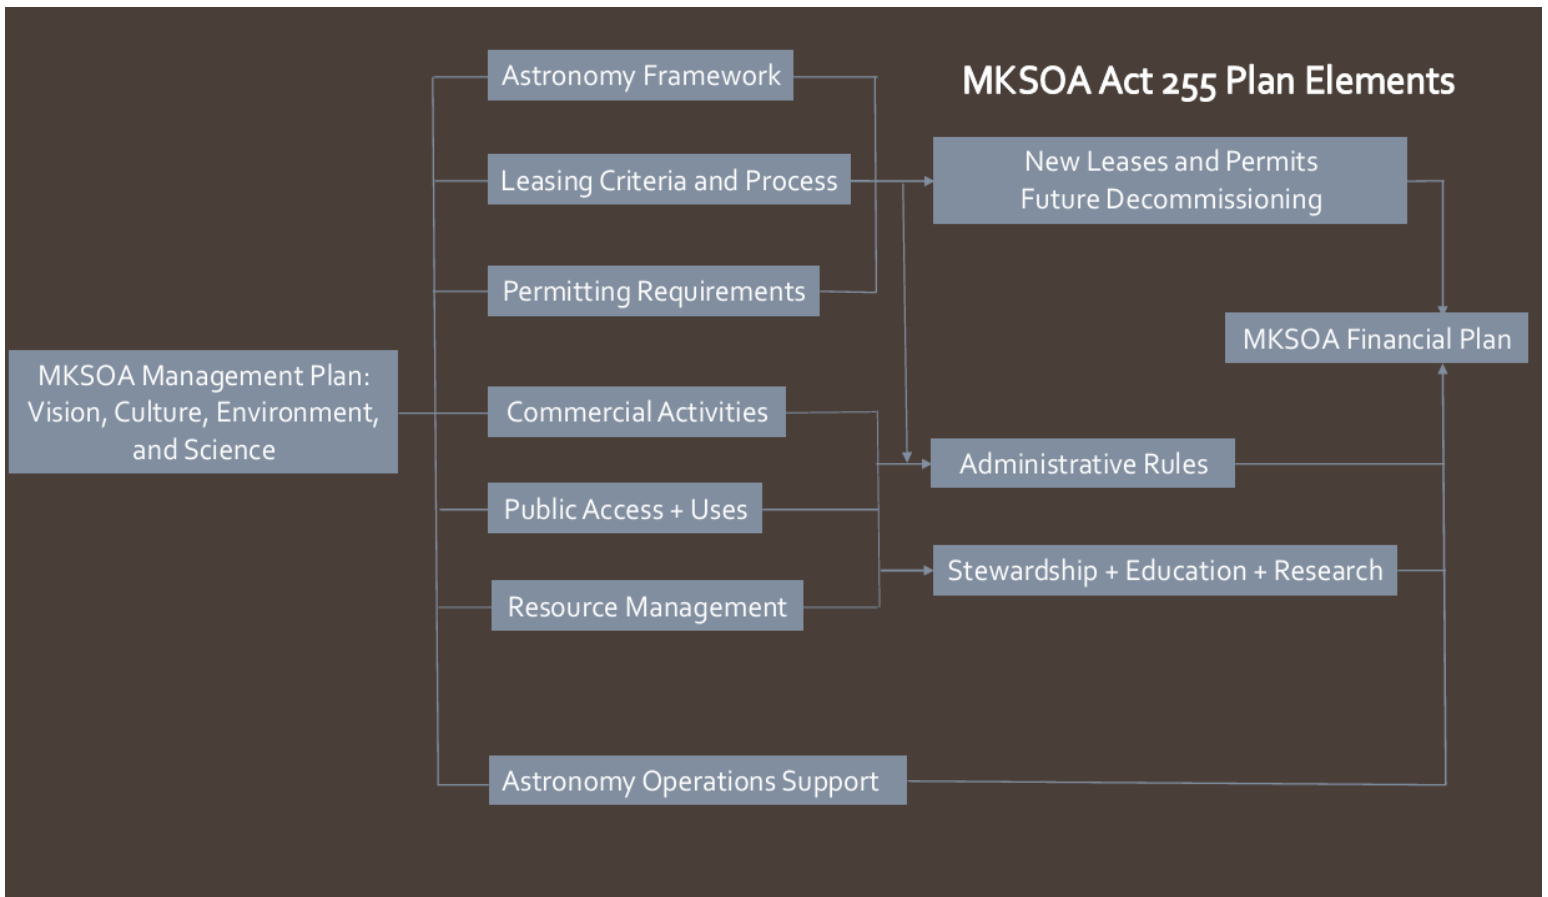 MKSOA Act 255 Plan Elements
Astronomy Framework
Leasing Criteria and Process
Permitting Requirements
New Leases and Permits
Future Decommissioning
MKSOA Financial Plan
MKSOA Management Plan:
Vision, Culture, Environment,
and Science
Commercial Activities
Public Access + Uses
Resource Management
Administrative Rules
Stewardship + Education + Research
Astronomy Operations Support